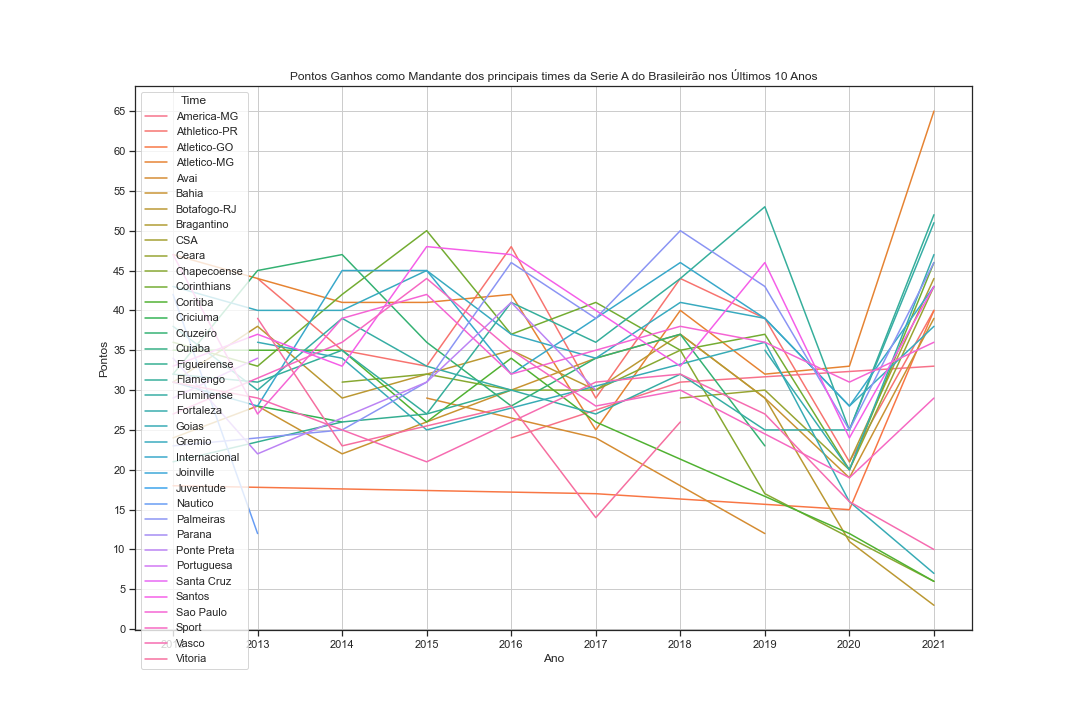 Pontos Ganhos como Mandante dos principais times da Serie A do Brasileirão nos Últimos 10 Anos
Time
America-MG
Athletico-PR
Atletico-GO
Atletico-MG
Avai
Bahia
Botafogo-RJ
Bragantino
CSA
Ceara
Chapecoense
Corinthians
Coritiba
Criciuma
Cruzeiro
Cuiaba
Figueirense
Flamengo
Fluminense
Fortaleza
Goias
Gremio
Internacional
Joinville
Juventude
Nautico
Palmeiras
Parana
Ponte Preta
Portuguesa
Santa Cruz
Santos
Sao Paulo
Sport
Vasco
Vitoria
Pontos
65
60
55
50
45
40
35
30
25
20
15
10
5
0
2013
2014
2015
2016
2017
2018
2019
2020
2021
Ano